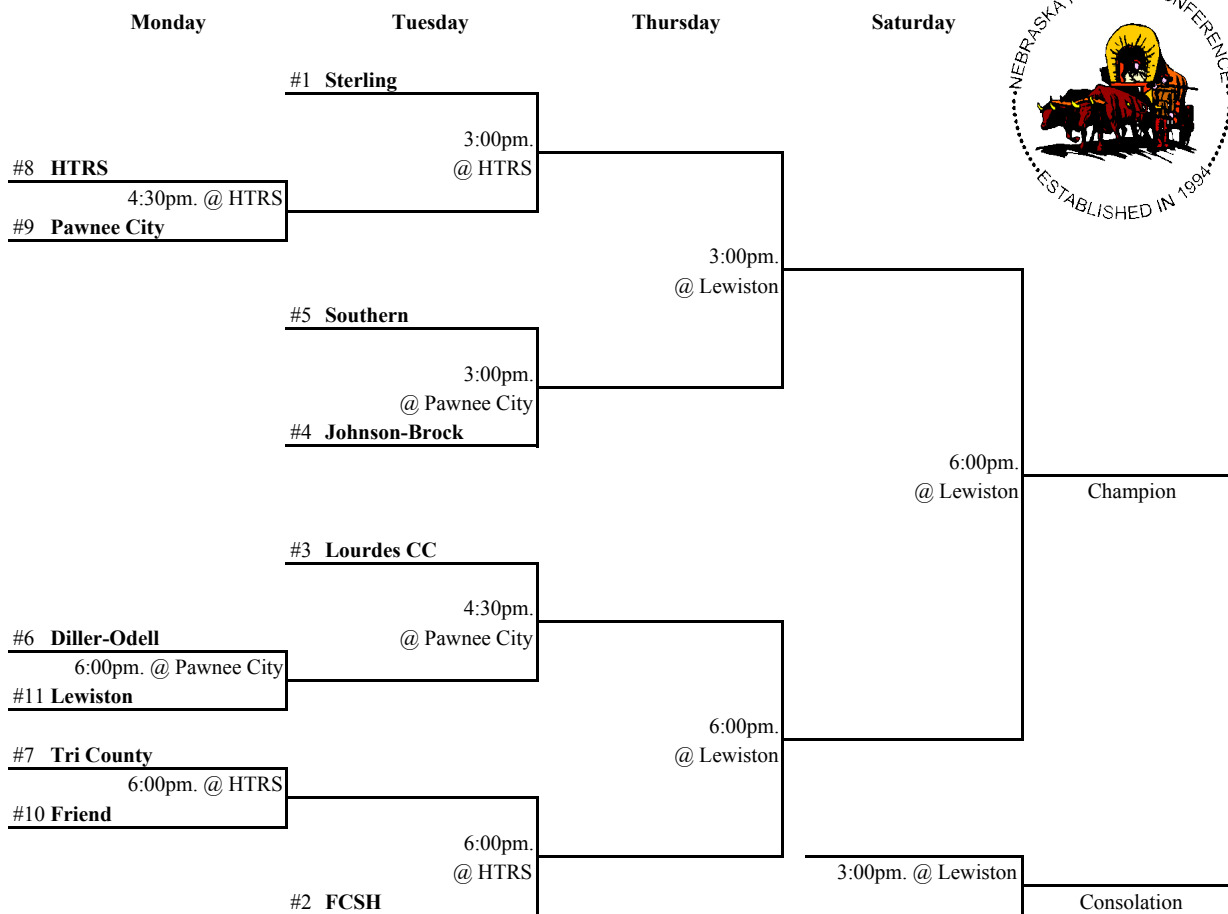 Monday Tuesday Thursday Saturday
NEBRASKA
ESTABLISHED IN 1994
#1 Sterling
3:00pm.
@ HTRS
#8 HTRS
4:30pm. @ HTRS
#9 Pawnee City
3:00pm.
@ Lewiston
#5 Southern
3:00pm.
@ Pawnee City
#4 Johnson-Brock
6:00pm.
@ Lewiston
Champion
#3 Lourdes CC
4:30pm.
@ Pawnee City
#6 Diller-Odell
6:00pm. @ Pawnee City
#11 Lewiston
6:00pm.
@ Lewiston
#7 Tri County
6:00pm. @ HTRS
#10 Friend
6:00pm.
@ HTRS
#2 FCSH
3:00pm. @ Lewiston
Consolation